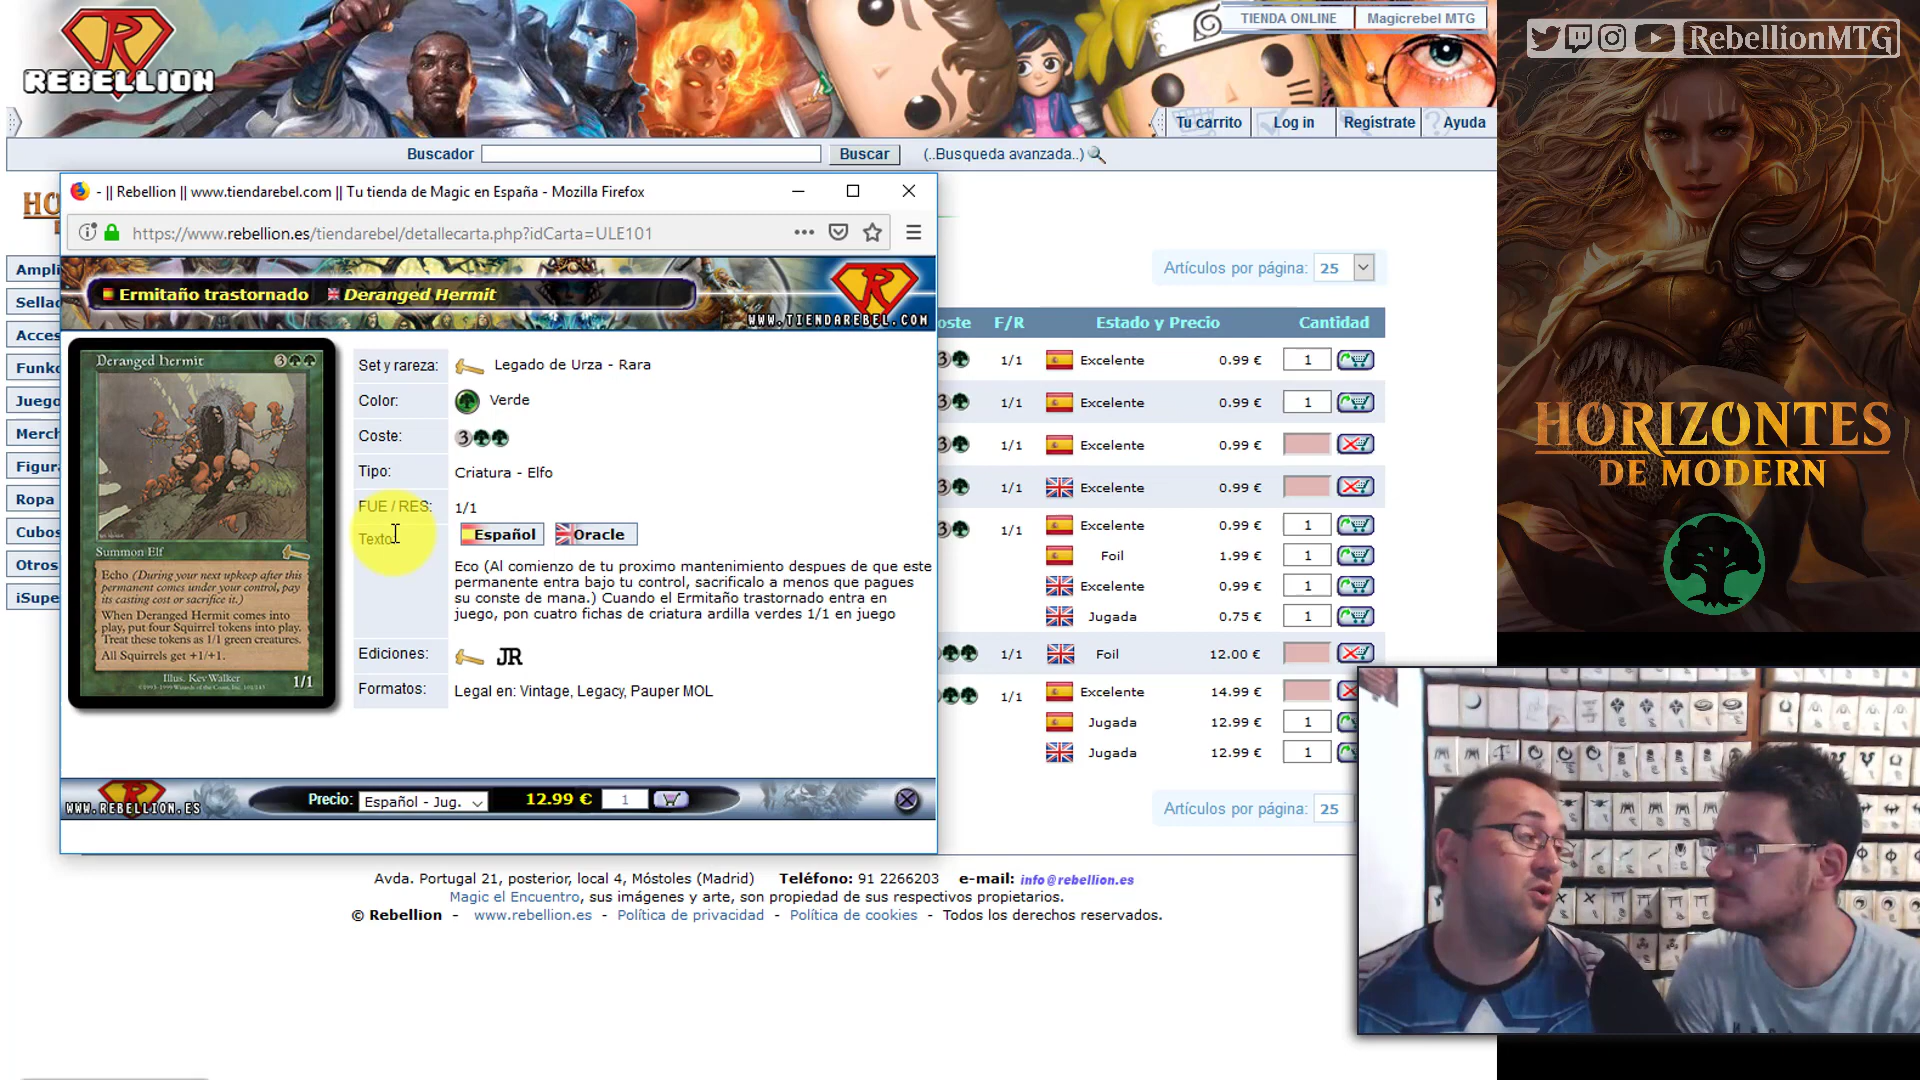 REBELLION
TIENDA ONLINE
Magicrebel MTG
RebellionMTG
Tu carrito
Log in
Registrate
Ayuda
Buscador
Buscar
(..Busqueda avanzada..)
- || Rebellion || www.tiendarebel.com || Tu tienda de Magic en España - Mozilla Firefox
https://www.rebellion.es/tiendarebel/detallecarta.php?idCarta=ULE101
Ermitaño trastornado
Deranged Hermit
WWW.TIENDAREBEL.COM
Artículos por página: 25
F/R
Estado y Precio
Cantidad
Deranged Hermit
3
Summon Elf
Echo (During your next upkeep after this
permanent comes under your control, pay
its casting cost or sacrifice it.)
When Deranged Hermit comes into
play, put four Squirrel tokens into play.
Treat these tokens as 1/1 green creatures.
All Squirrels get +1/+1.
Illus. Kev Walker
1/1
Set y rareza: Legado de Urza - Rara
Color: Verde
Coste: 3
Tipo: Criatura - Elfo
FUE / RES: 1/1
Texto
Español
Oracle
Eco (Al comienzo de tu proximo mantenimiento despues de que este
permanente entra bajo tu control, sacrificalo a menos que pagues
su conste de mana.) Cuando el Ermitaño trastornado entra en
juego, pon cuatro fichas de criatura ardilla verdes 1/1 en juego
Ediciones: JR
Formatos: Legal en: Vintage, Legacy, Pauper MOL
WWW.REBELLION.ES
Precio: Español - Jug. 12.99 € 1
3 1/1 Excelente 0.99 € 1
3 1/1 Excelente 0.99 € 1
3 1/1 Excelente 0.99 €
3 1/1 Excelente 0.99 €
3 1/1 Excelente 0.99 € 1
Foil 1.99 € 1
Excelente 0.99 € 1
Jugada 0.75 € 1
1/1 Foil 12.00 €
1/1 Excelente 14.99 €
Jugada 12.99 € 1
Jugada 12.99 € 1
Artículos por página: 25
HORIZONTES
DE MODERN
Avda. Portugal 21, posterior, local 4, Móstoles (Madrid) Teléfono: 91 2266203 e-mail: info@rebellion.es
Magic el Encuentro, sus imágenes y arte, son propiedad de sus respectivos propietarios.
© Rebellion - www.rebellion.es - Política de privacidad - Política de cookies - Todos los derechos reservados.